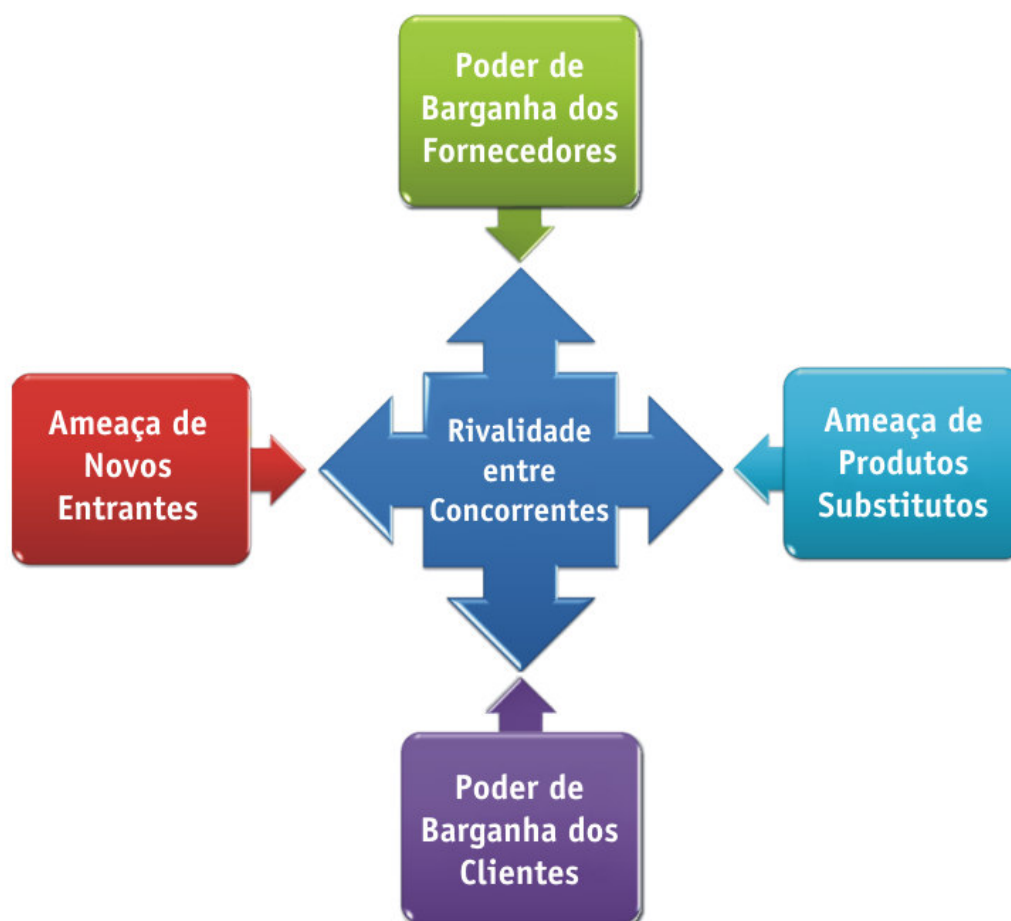 Poder de
Barganha dos
Fornecedores
Ameaça de
Novos
Entrantes
Rivalidade
entre
Concorrentes
Ameaça de
Produtos
Substitutos
Poder de
Barganha dos
Clientes